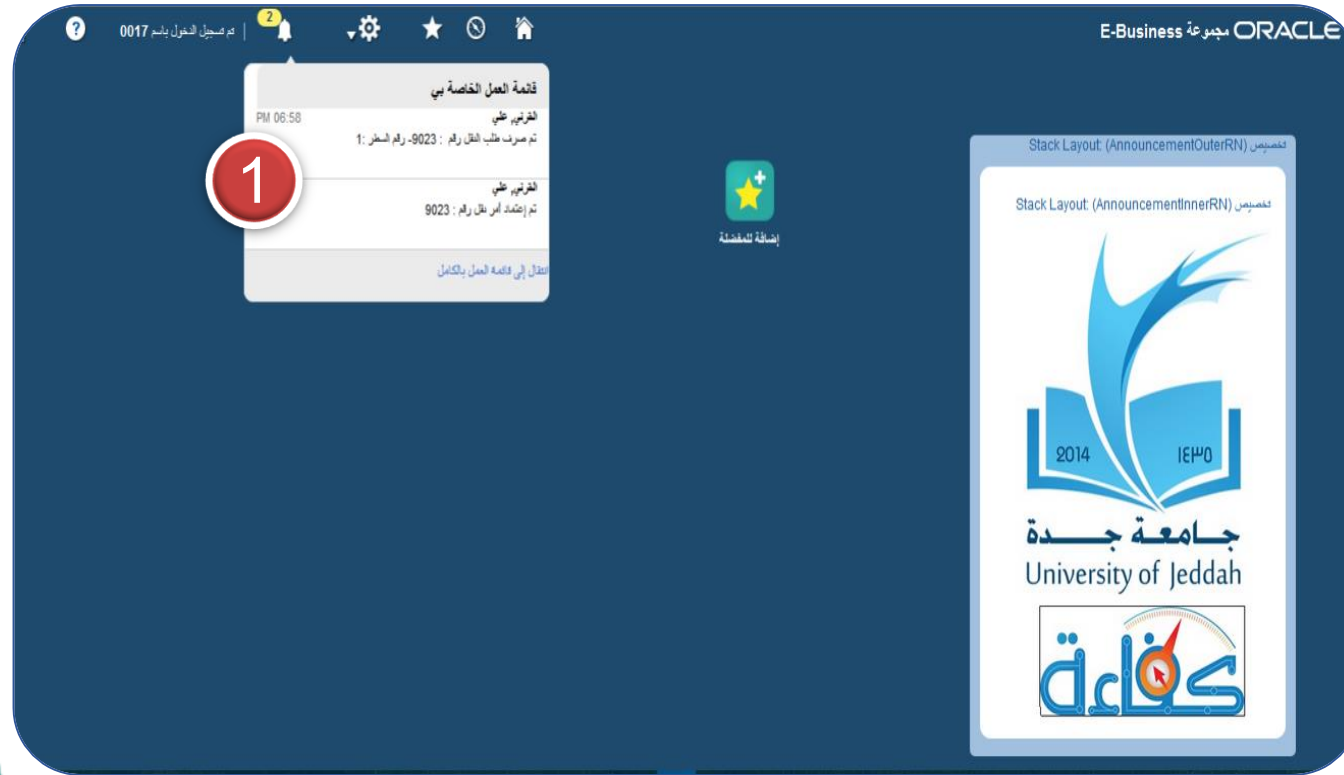 ORACLE مجموعة E-Business
تم تسجيل الدخول باسم 0017
2
?
قائمة العمل الخاصة بي
القرني, علي
06:58 PM
تم صرف طلب النقل رقم : 9023- رقم السطر :1
القرني, علي
تم إعتماد أمر نقل رقم : 9023
انتقال إلى قائمة العمل بالكامل
1
إضافة للمفضلة
تخصيص Stack Layout: (AnnouncementOuterRN)
تخصيص Stack Layout: (AnnouncementInnerRN)
2014
١٤٣٥
جامعة جدة
University of Jeddah
كفاءة